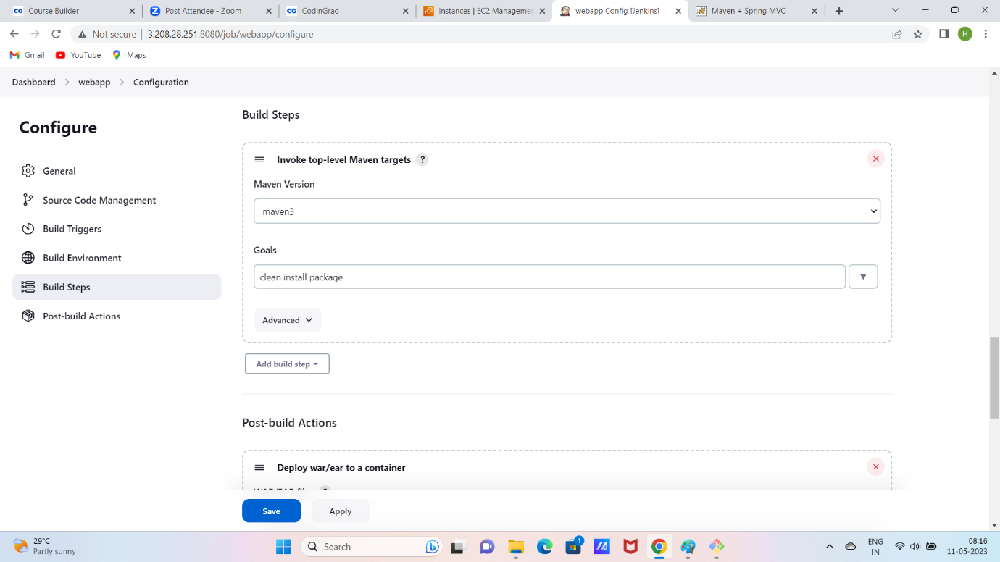 CG Course Builder
Post Attendee - Zoom
CG CodinGrad
Instances | EC2 Managemen
webapp Config [Jenkins]
Maven + Spring MVC
Not secure | 3.208.28.251:8080/job/webapp/configure
H
Gmail YouTube Maps
Dashboard > webapp > Configuration
Configure
General
Source Code Management
Build Triggers
Build Environment
Build Steps
Post-build Actions
Build Steps
Invoke top-level Maven targets ?
Maven Version
maven3
Goals
clean install package
Advanced
Add build step
Post-build Actions
Deploy war/ear to a container
Save Apply
29°C
Partly sunny
Search
1
ENG
IN
08:16
11-05-2023